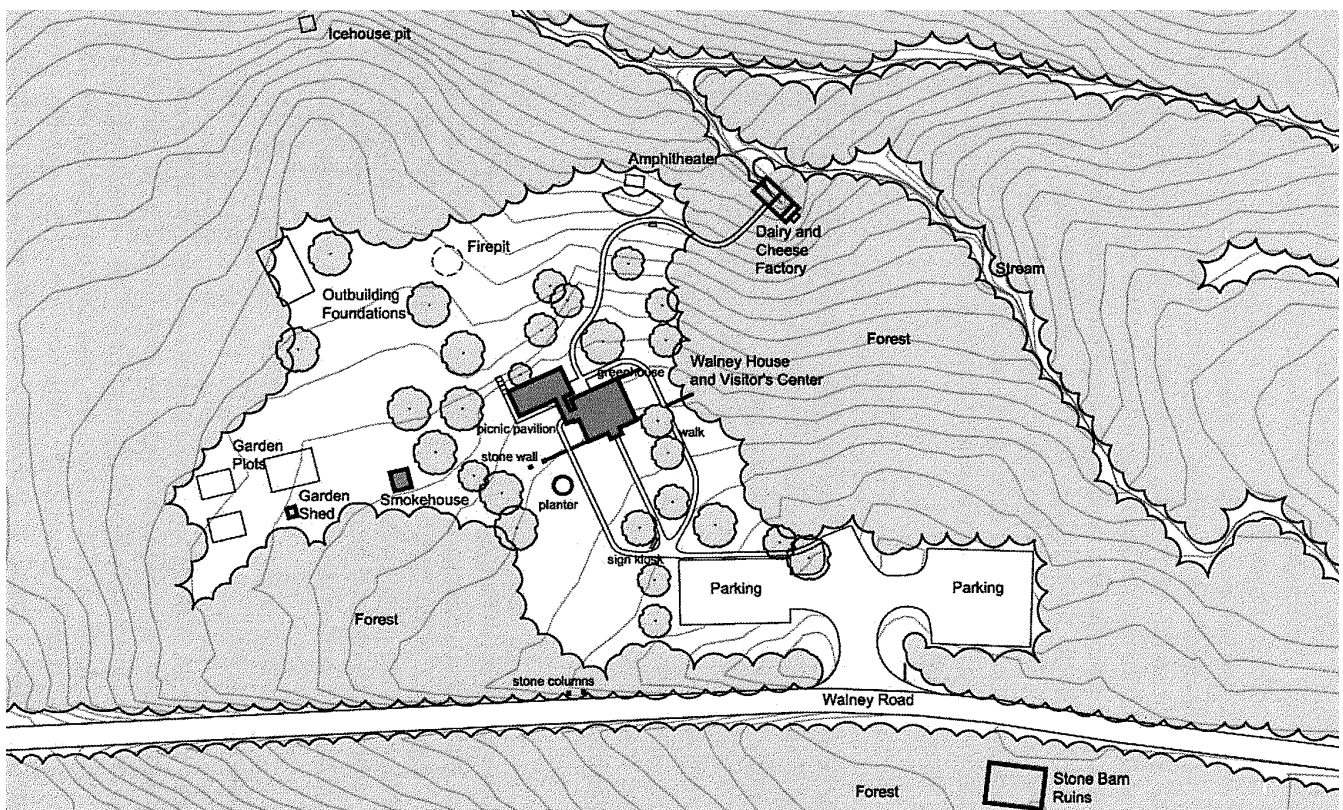 Icehouse pit
Amphitheater
Dairy and
Cheese
Factory
Firepit
Stream
Outbuilding
Foundations
Forest
Walney House
and Visitor's Center
greenhouse
picnic pavilion
walk
Garden
Plots
stone wall
Smokehouse
Garden
Shed
planter
sign kiosk
Parking
Parking
Forest
stone columns
Walney Road
Stone Barn
Ruins
Forest